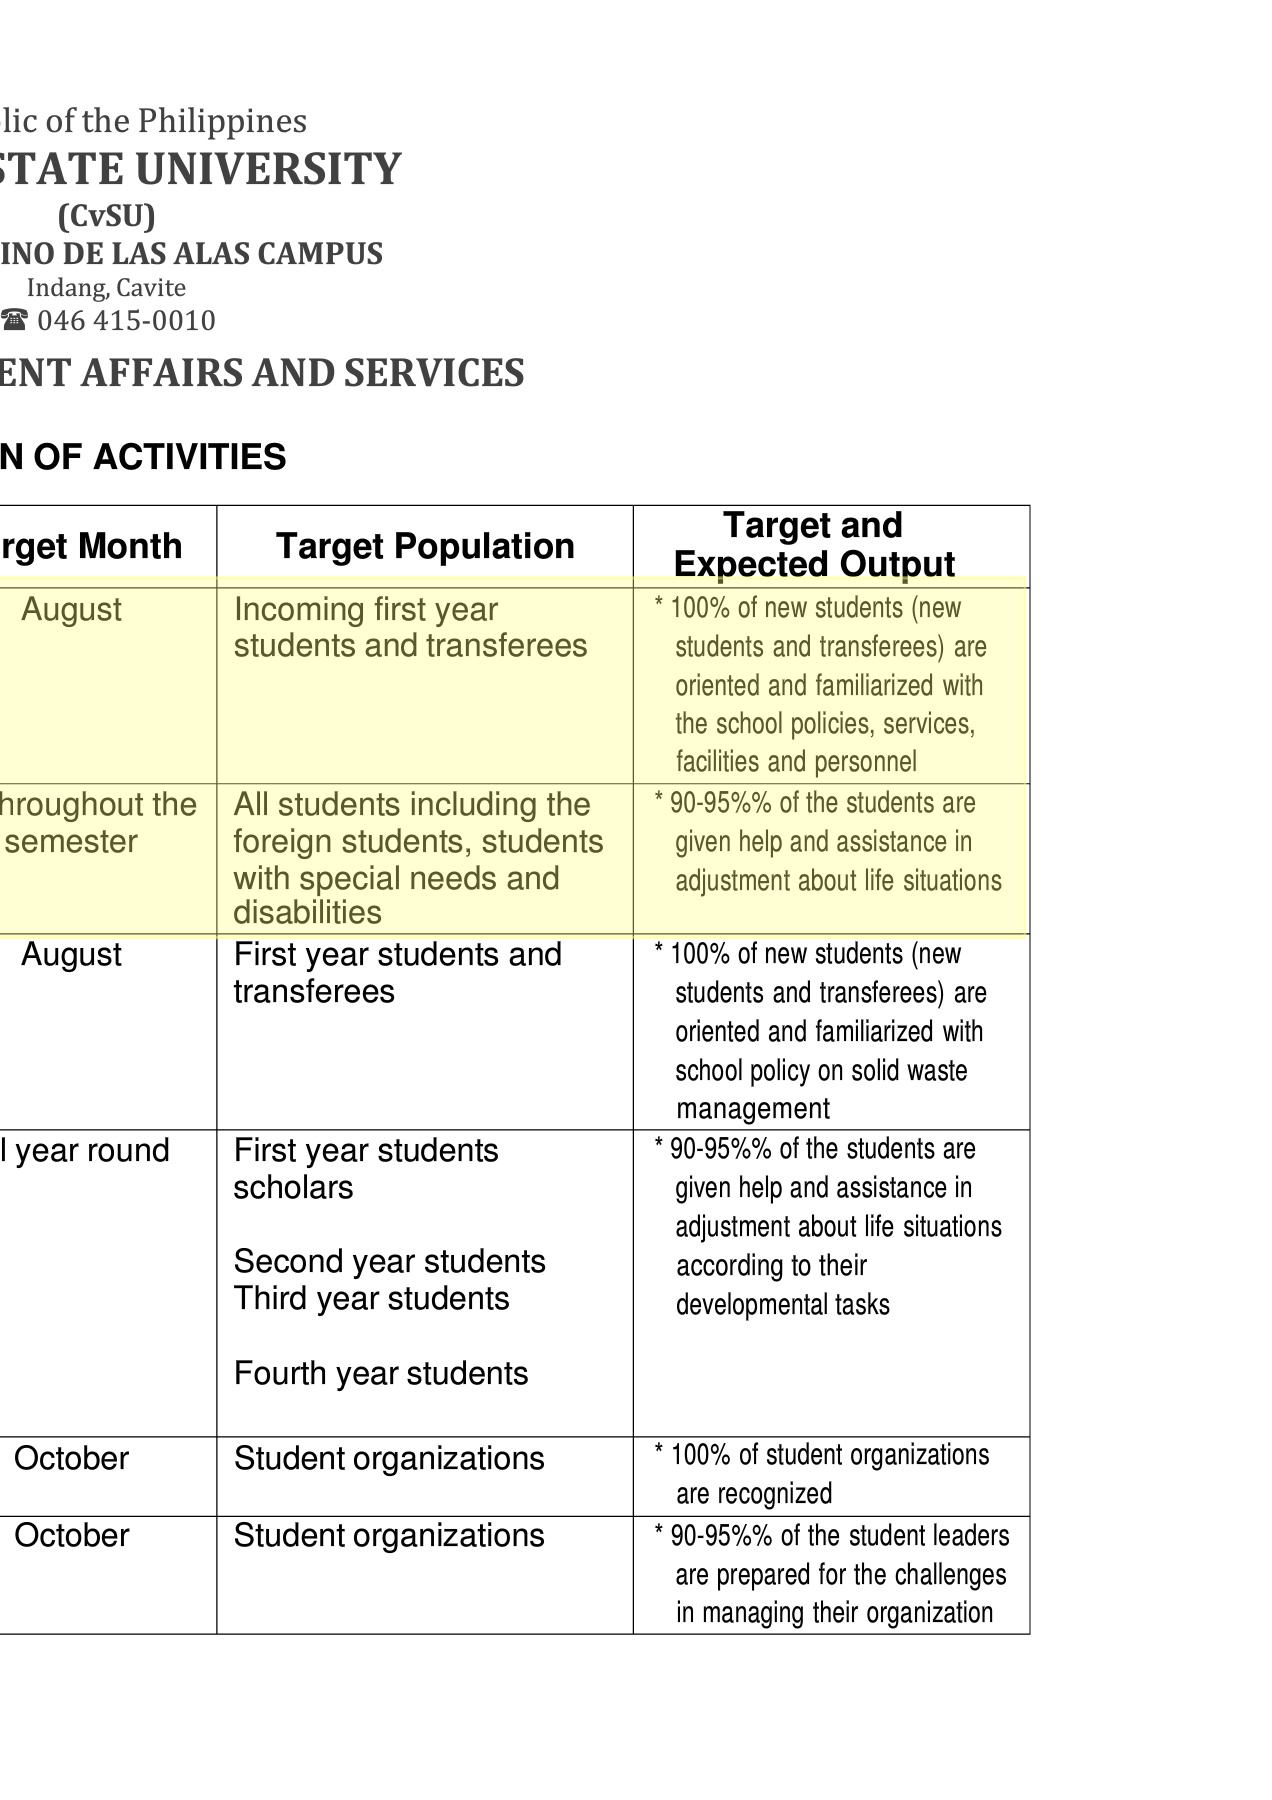 lic of the Philippines
STATE UNIVERSITY
(CvSU)
INO DE LAS ALAS CAMPUS
Indang, Cavite
☎ 046 415-0010
ENT AFFAIRS AND SERVICES
N OF ACTIVITIES
rget Month
Target Population
Target and
Expected Output
August
Incoming first year
students and transferees
* 100% of new students (new
students and transferees) are
oriented and familiarized with
the school policies, services,
facilities and personnel
hroughout the
semester
All students including the
foreign students, students
with special needs and
disabilities
* 90-95%% of the students are
given help and assistance in
adjustment about life situations
August
First year students and
transferees
* 100% of new students (new
students and transferees) are
oriented and familiarized with
school policy on solid waste
management
l year round
First year students
scholars
Second year students
Third year students
Fourth year students
* 90-95%% of the students are
given help and assistance in
adjustment about life situations
according to their
developmental tasks
October
Student organizations
* 100% of student organizations
are recognized
October
Student organizations
* 90-95%% of the student leaders
are prepared for the challenges
in managing their organization